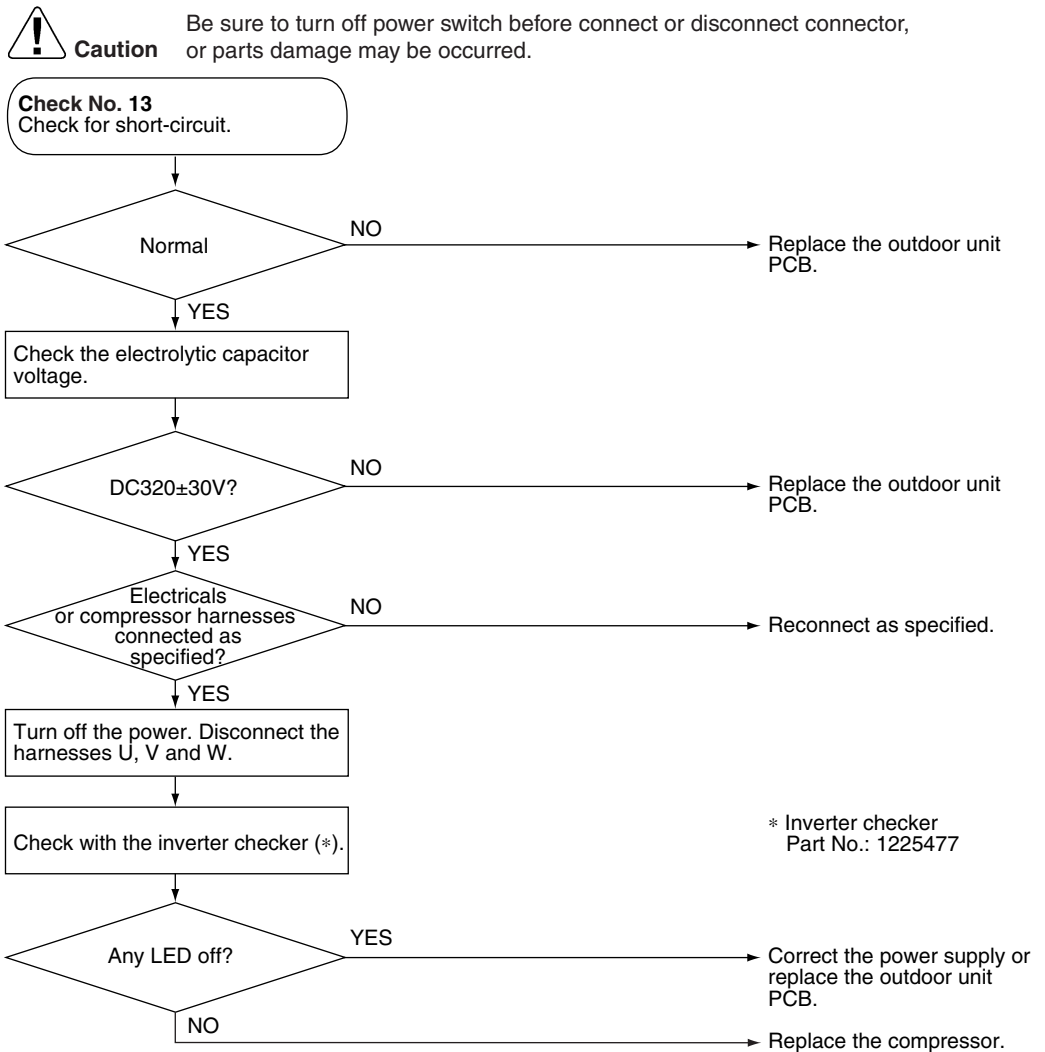 Be sure to turn off power switch before connect or disconnect connector,
Caution or parts damage may be occurred.
Check No. 13
Check for short-circuit.
Normal
NO
Replace the outdoor unit
PCB.
YES
Check the electrolytic capacitor
voltage.
DC320±30V?
NO
Replace the outdoor unit
PCB.
YES
Electricals
or compressor harnesses
connected as
specified?
NO
Reconnect as specified.
YES
Turn off the power. Disconnect the
harnesses U, V and W.
Check with the inverter checker (*).
* Inverter checker
Part No.: 1225477
Any LED off?
YES
Correct the power supply or
replace the outdoor unit
PCB.
NO
Replace the compressor.